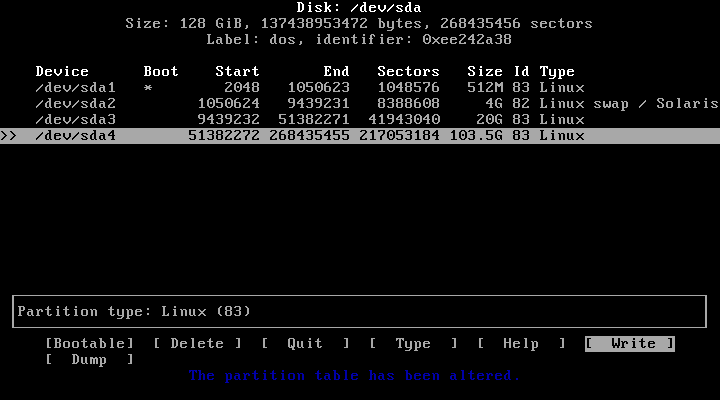 Disk: /dev/sda
Size: 128 GiB, 137438953472 bytes, 268435456 sectors
Label: dos, identifier: 0xee242a38
Device Boot Start End Sectors Size Id Type
/dev/sda1 * 2048 1050623 1048576 512M 83 Linux
/dev/sda2 1050624 9439231 8388608 4G 82 Linux swap / Solaris
/dev/sda3 9439232 51382271 41943040 20G 83 Linux
>> /dev/sda4 51382272 268435455 217053184 103.5G 83 Linux
Partition type: Linux (83)
[Bootable] [ Delete ] [ Quit ] [ Type ] [ Help ] [ Write ]
[ Dump ]
The partition table has been altered.